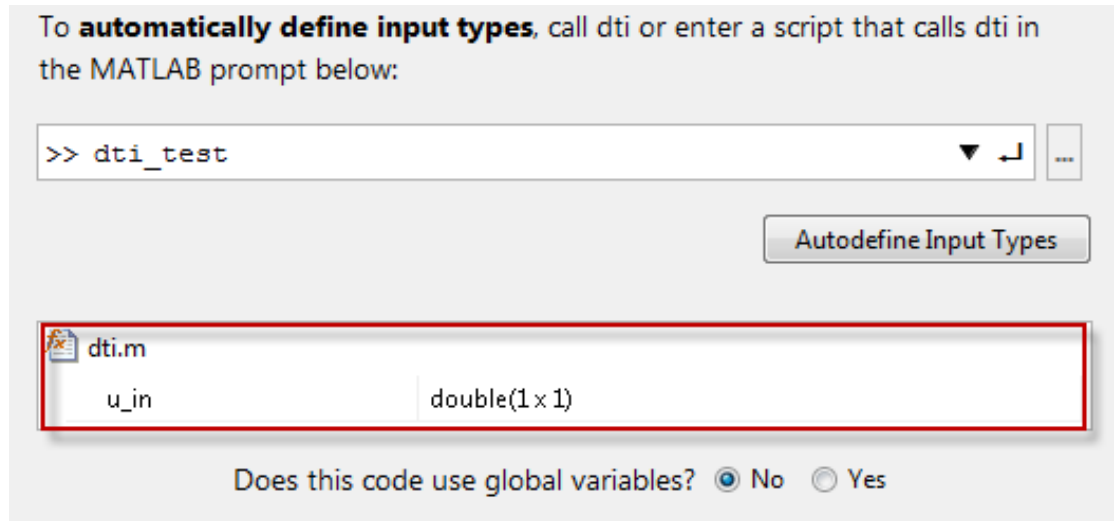 To automatically define input types, call dti or enter a script that calls dti in
the MATLAB prompt below:
>> dti_test
...
Autodefine Input Types
dti.m
u_in double(1 x 1)
Does this code use global variables? No Yes